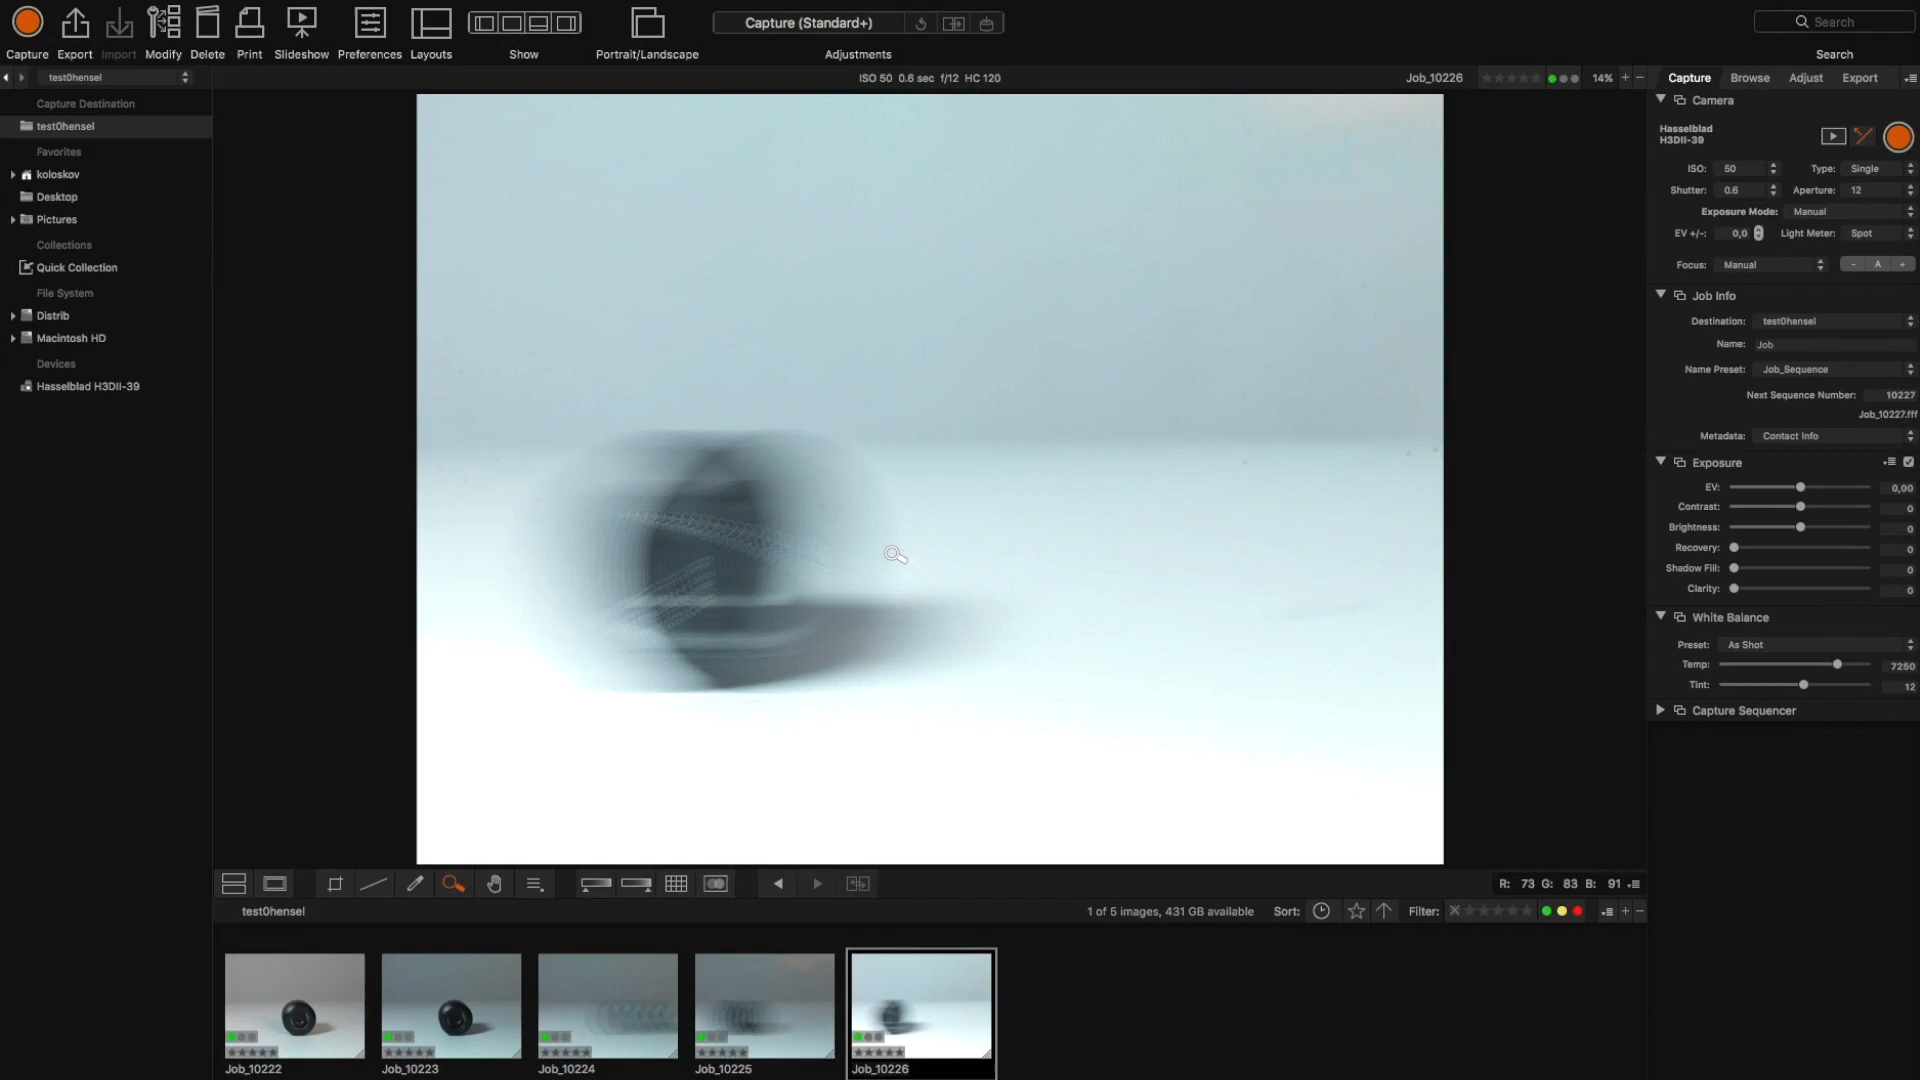 Capture Export Import Modify Delete Print Slideshow Preferences Layouts Show Portrait/Landscape Capture (Standard+) Adjustments Search Search
test0hensel
ISO 50 0.6 sec f/12 HC 120
Job_10226
14% + −
Capture Browse Adjust Export
Capture Destination
test0hensel
Favorites
koloskov
Desktop
Pictures
Collections
Quick Collection
File System
Distrib
Macintosh HD
Devices
Hasselblad H3DII-39
Camera
Hasselblad
H3DII-39
ISO: 50 Type: Single
Shutter: 0.6 Aperture: 12
Exposure Mode: Manual
EV +/-: 0,0 Light Meter: Spot
Focus: Manual - A +
Job Info
Destination: test0hensel
Name: Job
Name Preset: Job_Sequence
Next Sequence Number: 10227
Job_10227.fff
Metadata: Contact Info
Exposure
EV: 0,00
Contrast: 0
Brightness: 0
Recovery: 0
Shadow Fill: 0
Clarity: 0
White Balance
Preset: As Shot
Temp: 7250
Tint: 12
Capture Sequencer
R: 73 G: 83 B: 91
test0hensel
1 of 5 images, 431 GB available Sort: Filter: + −
Job_10222 Job_10223 Job_10224 Job_10225 Job_10226